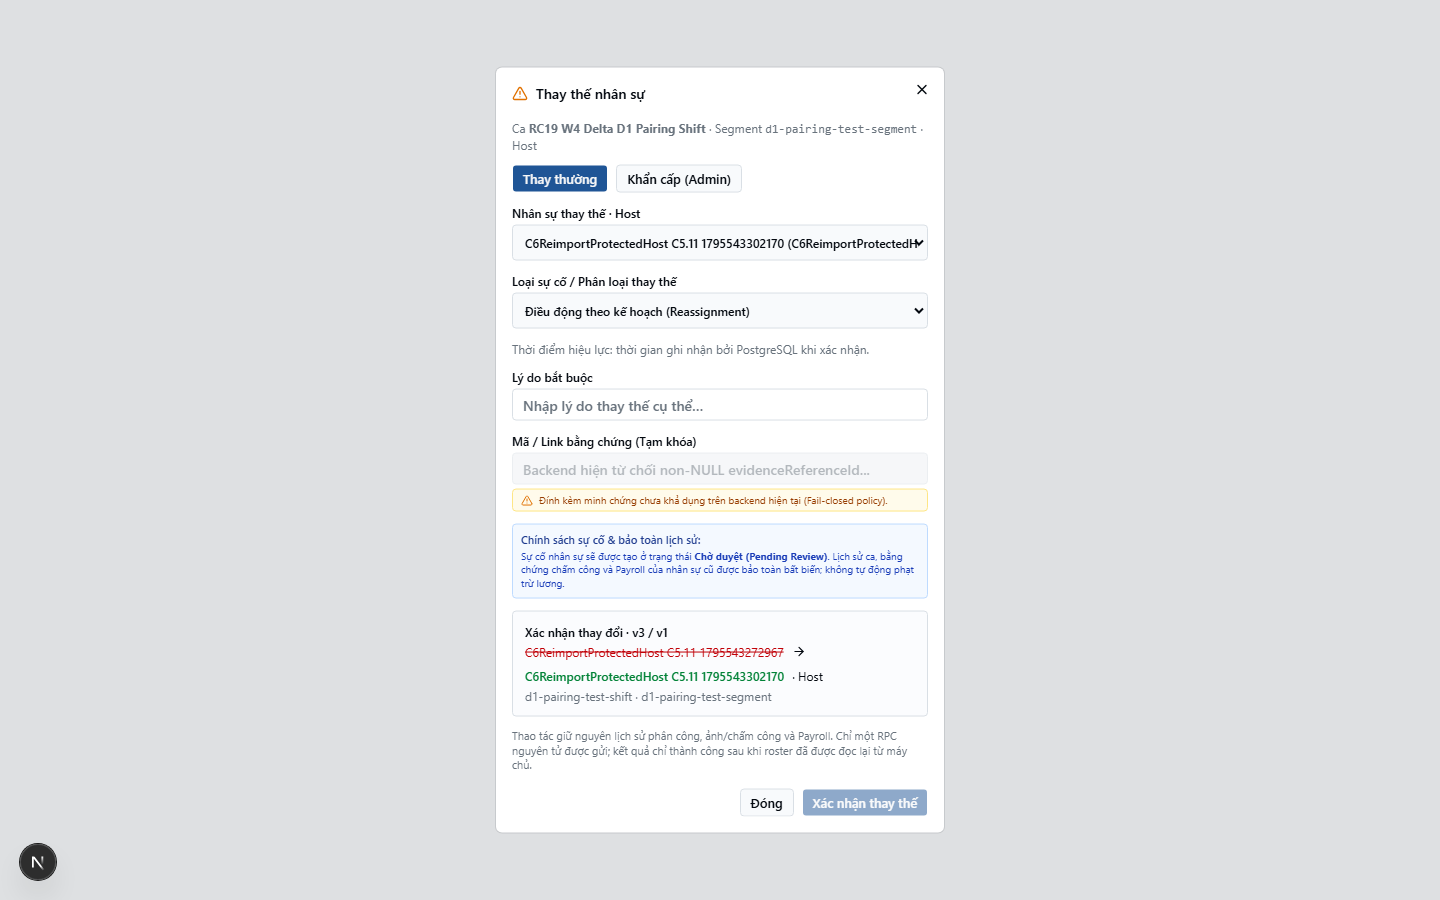 Thay thế nhân sự
Ca RC19 W4 Delta D1 Pairing Shift · Segment d1-pairing-test-segment ·
Host
Thay thường
Khẩn cấp (Admin)
Nhân sự thay thế · Host
C6ReimportProtectedHost C5.11 1795543302170 (C6ReimportProtectedH
Loại sự cố / Phân loại thay thế
Điều động theo kế hoạch (Reassignment)
Thời điểm hiệu lực: thời gian ghi nhận bởi PostgreSQL khi xác nhận.
Lý do bắt buộc
Nhập lý do thay thế cụ thể...
Mã / Link bằng chứng (Tạm khóa)
Backend hiện từ chối non-NULL evidenceReferenceId...
Đính kèm minh chứng chưa khả dụng trên backend hiện tại (Fail-closed policy).
Chính sách sự cố & bảo toàn lịch sử:
Sự cố nhân sự sẽ được tạo ở trạng thái Chờ duyệt (Pending Review). Lịch sử ca, bằng
chứng chấm công và Payroll của nhân sự cũ được bảo toàn bất biến; không tự động phạt
trừ lương.
Xác nhận thay đổi · v3 / v1
C6ReimportProtectedHost C5.11 1795543272967 →
C6ReimportProtectedHost C5.11 1795543302170 · Host
d1-pairing-test-shift · d1-pairing-test-segment
Thao tác giữ nguyên lịch sử phân công, ảnh/chấm công và Payroll. Chỉ một RPC
nguyên tử được gửi; kết quả chỉ thành công sau khi roster đã được đọc lại từ máy
chủ.
Đóng
Xác nhận thay thế
N